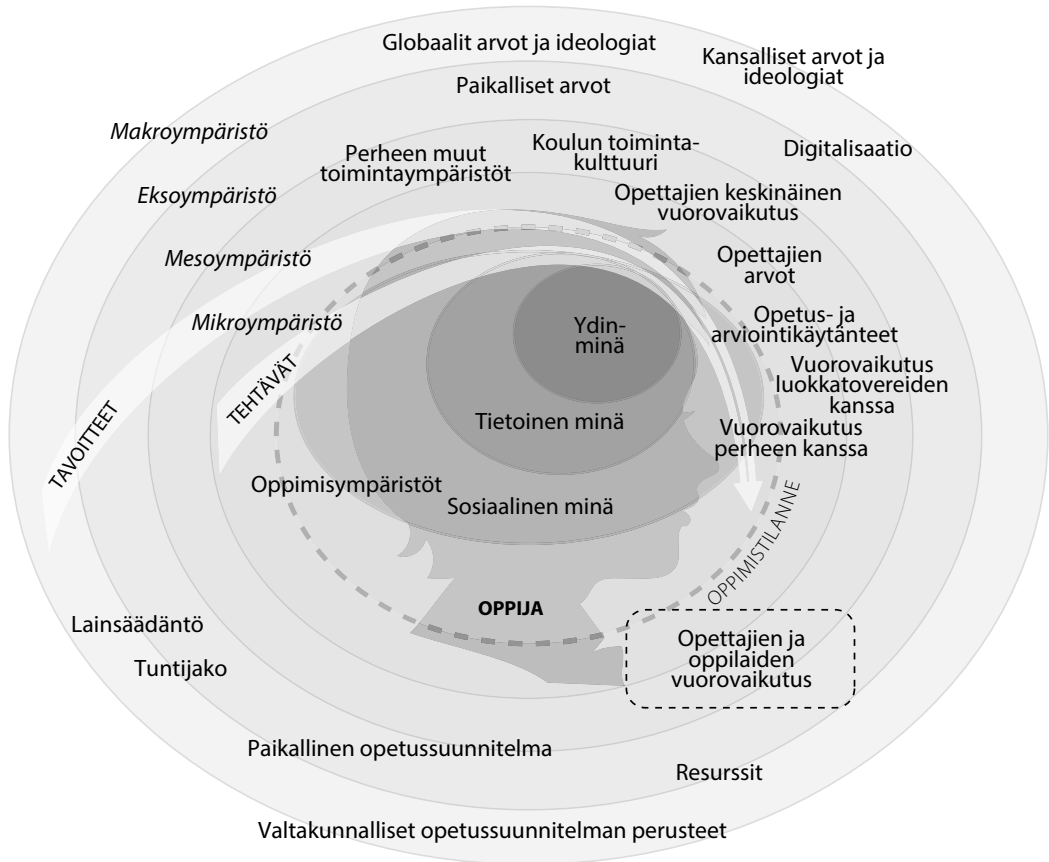 Globaalit arvot ja ideologiat
Kansalliset arvot ja
ideologiat
Paikalliset arvot
Makroympäristö
Koulun toiminta-
kulttuuri
Digitalisaatio
Perheen muut
toimintaympäristöt
Eksoympäristö
Opettajien keskinäinen
vuorovaikutus
Mesoympäristö
Opettajien
arvot
Mikroympäristö
Ydin-
minä
Opetus- ja
arviointikäytänteet
TEHTÄVÄT
Vuorovaikutus
luokkatovereiden
kanssa
TAVOITTEET
Tietoinen minä
Vuorovaikutus
perheen kanssa
Oppimisympäristöt
Sosiaalinen minä
OPPIMISTILANNE
OPPIJA
Lainsäädäntö
Opettajien ja
oppilaiden
vuorovaikutus
Tuntijako
Paikallinen opetussuunnitelma
Resurssit
Valtakunnalliset opetussuunnitelman perusteet